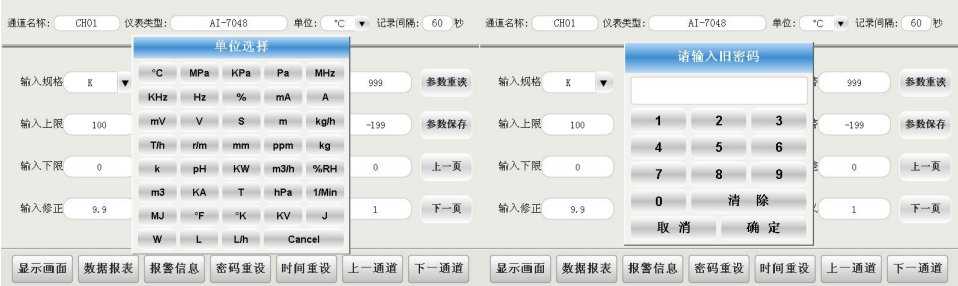 通道名称: CH01 仪表类型: AI-7048 单位: °C 记录间隔: 60 秒
单位选择
输入规格 K 999 参数重读
输入上限 100 -199 参数保存
输入下限 0 0 上一页
输入修正 9.9 1 下一页
°C MPa KPa Pa MHz
KHz Hz % mA A
mV V S m kg/h
T/h r/m mm ppm kg
k pH KW m3/h %RH
m3 KA T hPa 1/Min
MJ °F °K KV J
W L L/h Cancel
显示画面 数据报表 报警信息 密码重设 时间重设 上一通道 下一通道
通道名称: CH01 仪表类型: AI-7048 单位: °C 记录间隔: 60 秒
请输入旧密码
输入规格 K 999 参数重读
输入上限 100 -199 参数保存
输入下限 0 0 上一页
输入修正 9.9 1 下一页
1 2 3
4 5 6
7 8 9
0 清 除
取 消 确 定
显示画面 数据报表 报警信息 密码重设 时间重设 上一通道 下一通道